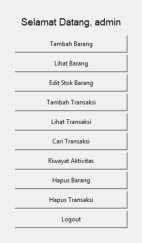 Selamat Datang, admin
Tambah Barang
Lihat Barang
Edit Stok Barang
Tambah Transaksi
Lihat Transaksi
Cari Transaksi
Riwayat Aktivitas
Hapus Barang
Hapus Transaksi
Logout